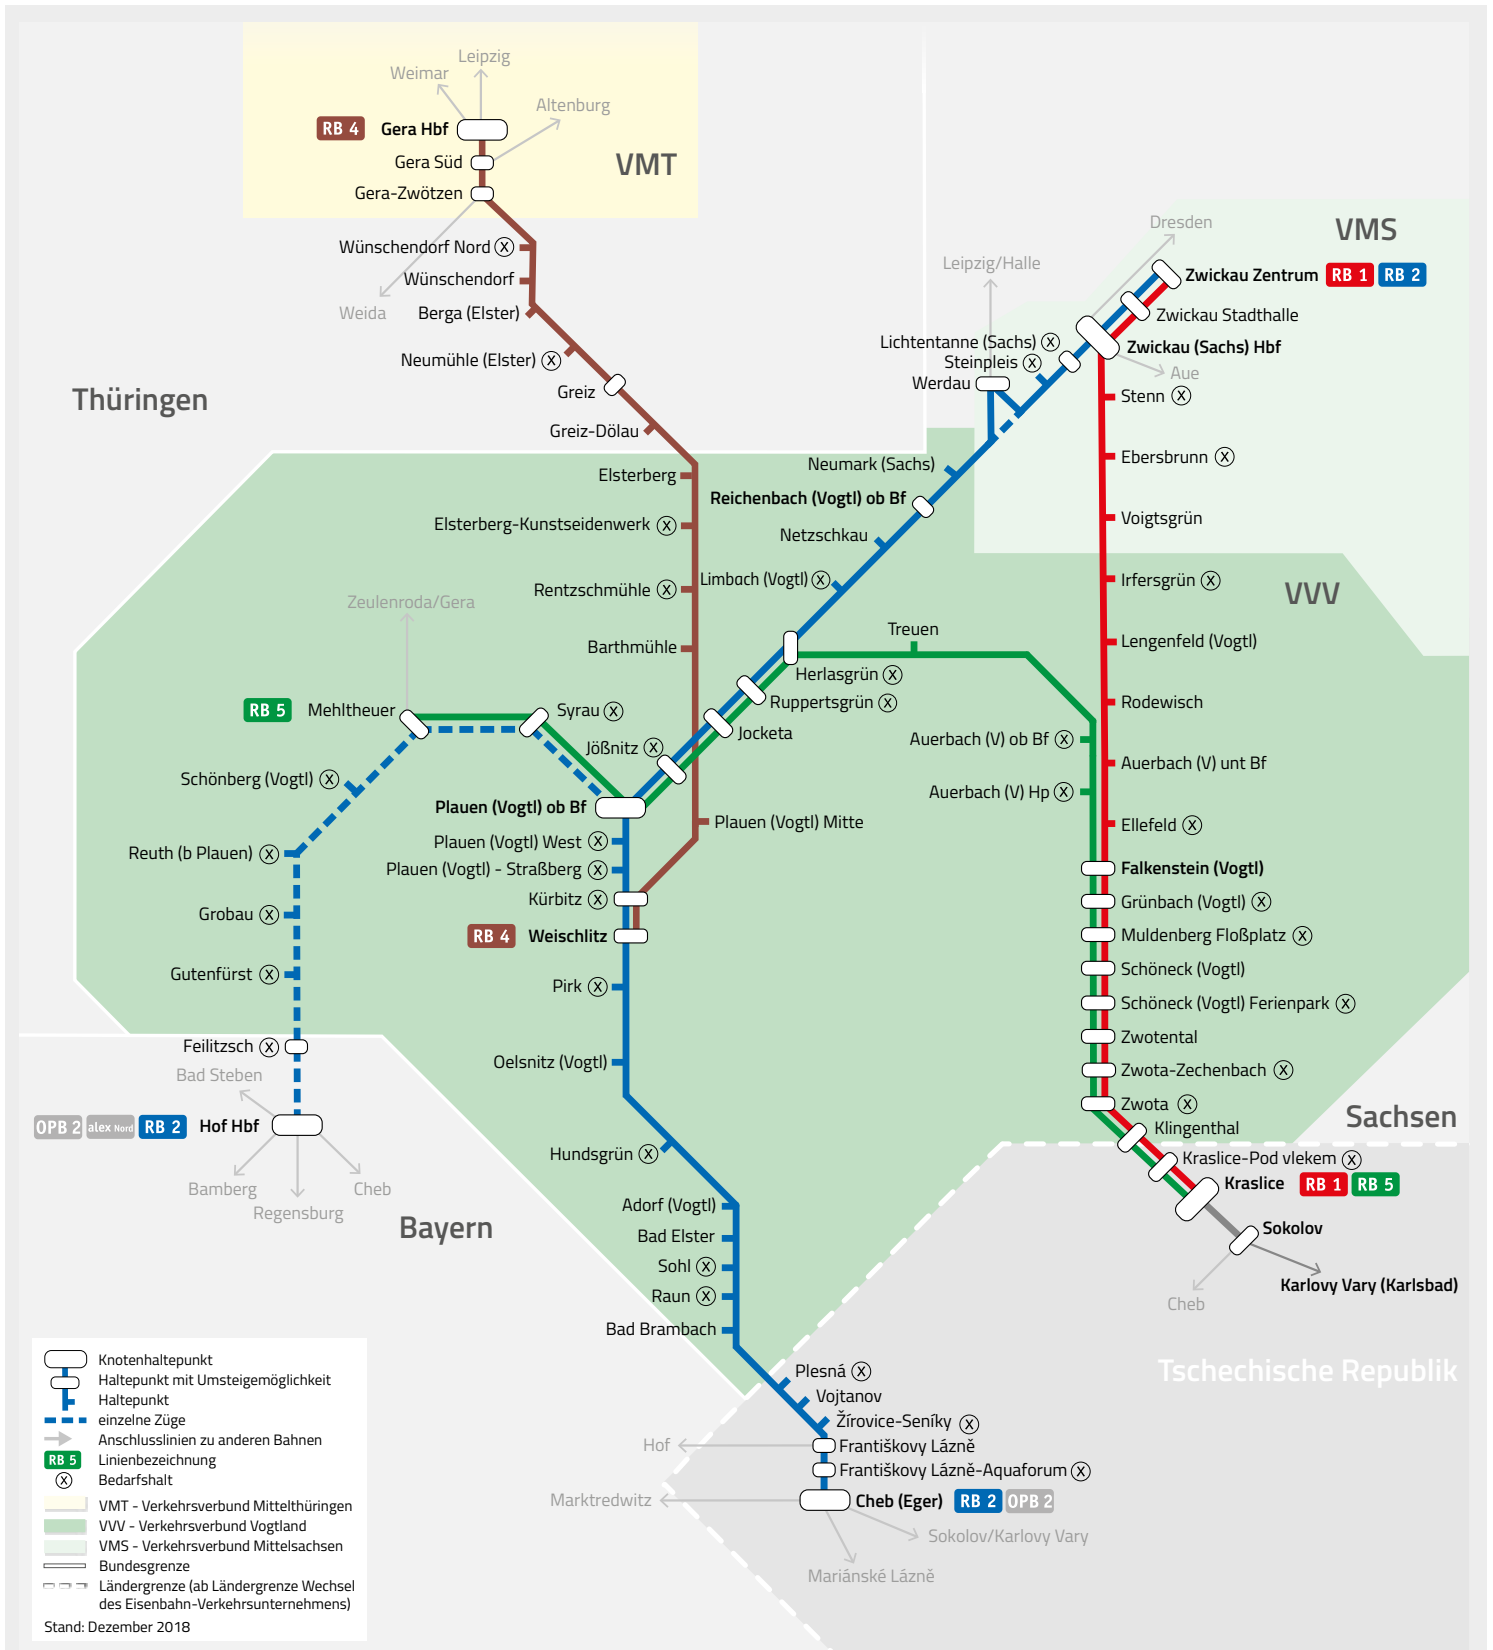 Leipzig
Weimar
Altenburg
RB 4 Gera Hbf
Gera Süd
VMT
Gera-Zwötzen
Wünschendorf Nord X
Wünschendorf
Weida
Berga (Elster)
Neumühle (Elster) X
Greiz
Thüringen
Greiz-Dölau
Elsterberg
Elsterberg-Kunstseidenwerk X
Rentzschmühle X
Barthmühle
Plauen (Vogtl) Mitte
Dresden
VMS
Leipzig/Halle
Zwickau Zentrum RB 1 RB 2
Zwickau Stadthalle
Lichtentanne (Sachs) X
Zwickau (Sachs) Hbf
Steinpleis X
Aue
Werdau
Stenn X
Ebersbrunn X
Neumark (Sachs)
Reichenbach (Vogtl) ob Bf
Voigtsgrün
Netzschkau
Limbach (Vogtl) X
Irfersgrün X
VVV
Treuen
Lengenfeld (Vogtl)
Herlasgrün X
Ruppertsgrün X
Rodewisch
Jocketa
Jößnitz X
Auerbach (V) ob Bf X
Auerbach (V) unt Bf
Auerbach (V) Hp X
Ellefeld X
Zeulenroda/Gera
RB 5 Mehltheuer
Syrau X
Schönberg (Vogtl) X
Plauen (Vogtl) ob Bf
Plauen (Vogtl) West X
Reuth (b Plauen) X
Plauen (Vogtl) - Straßberg X
Kürbitz X
Grobau X
RB 4 Weischlitz
Gutenfürst X
Pirk X
Feilitzsch X
Oelsnitz (Vogtl)
Bad Steben
OPB 2 alex Nord RB 2 Hof Hbf
Bamberg
Cheb
Regensburg
Bayern
Falkenstein (Vogtl)
Grünbach (Vogtl) X
Muldenberg Floßplatz X
Schöneck (Vogtl)
Schöneck (Vogtl) Ferienpark X
Zwotental
Zwota-Zechenbach X
Zwota X
Sachsen
Klingenthal
Kraslice-Pod vlekem X
Kraslice RB 1 RB 5
Sokolov
Karlovy Vary (Karlsbad)
Cheb
Hundsgrün X
Adorf (Vogtl)
Bad Elster
Sohl X
Raun X
Bad Brambach
Tschechische Republik
Plesná X
Vojtanov
Žírovice-Seníky X
Hof
Františkovy Lázně
Františkovy Lázně-Aquaforum X
Marktredwitz
Cheb (Eger) RB 2 OPB 2
Sokolov/Karlovy Vary
Mariánské Lázně
Knotenhaltepunkt
Haltepunkt mit Umsteigemöglichkeit
Haltepunkt
einzelne Züge
Anschlusslinien zu anderen Bahnen
RB 5 Linienbezeichnung
X Bedarfshalt
VMT - Verkehrsverbund Mittelthüringen
VVV - Verkehrsverbund Vogtland
VMS - Verkehrsverbund Mittelsachsen
Bundesgrenze
Ländergrenze (ab Ländergrenze Wechsel
des Eisenbahn-Verkehrsunternehmens)
Stand: Dezember 2018